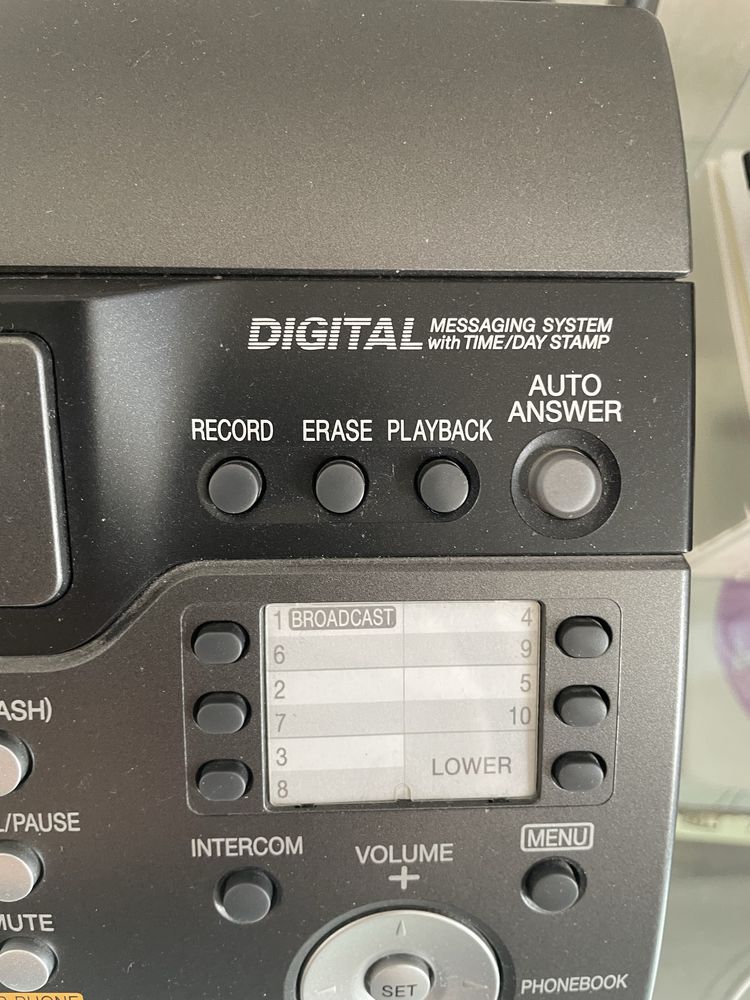 DIGITAL MESSAGING SYSTEM
with TIME/DAY STAMP
AUTO
ANSWER
RECORD ERASE PLAYBACK
1 BROADCAST 4
6 9
2 5
7 10
3
LOWER
8
ASH)
/PAUSE
MUTE
INTERCOM VOLUME MENU
+
SET
PHONEBOOK
PHONE